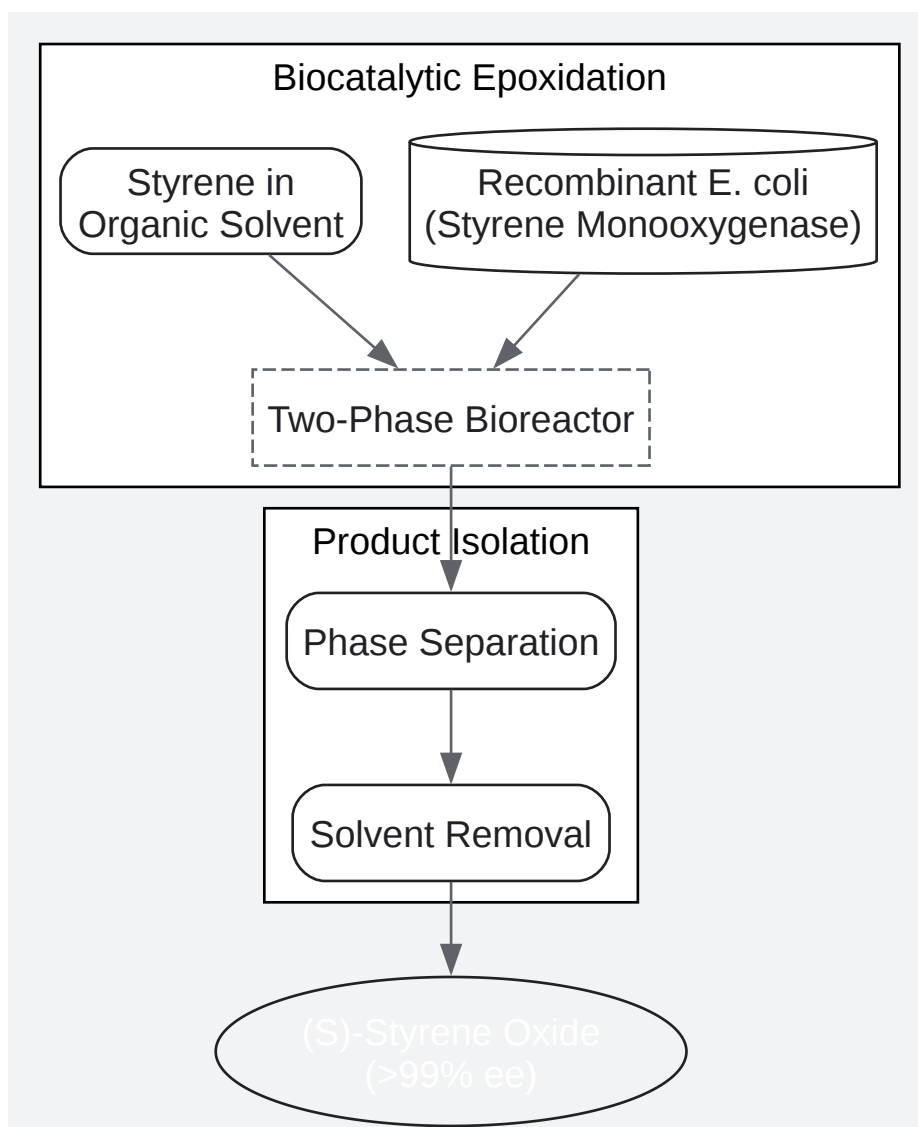 Biocatalytic Epoxidation
Styrene in
Organic Solvent
Recombinant E. coli
(Styrene Monooxygenase)
Two-Phase Bioreactor
Product Isolation
Phase Separation
Solvent Removal
(S)-Styrene Oxide
(>99% ee)